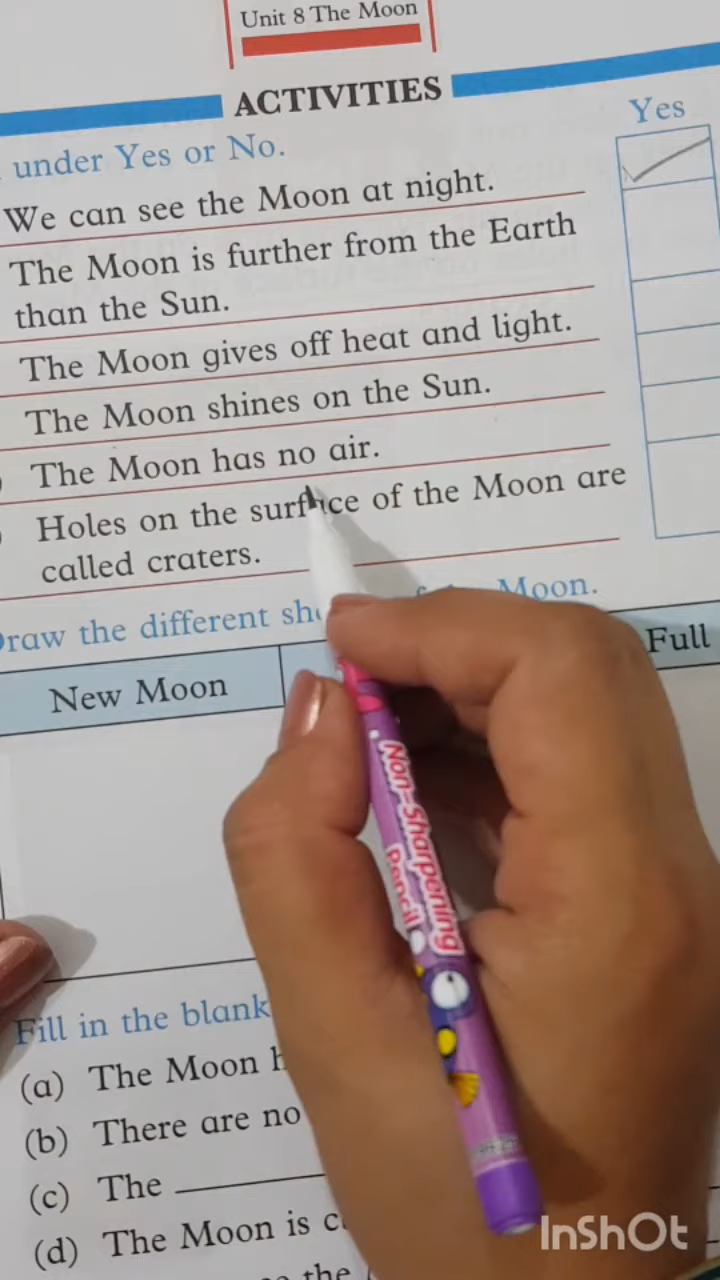 Unit 8 The Moon
ACTIVITIES
under Yes or No.
Yes
We can see the Moon at night.
The Moon is further from the Earth
than the Sun.
The Moon gives off heat and light.
The Moon shines on the Sun.
The Moon has no air.
Holes on the surface of the Moon are
called craters.
raw the different sh Moon.
New Moon
Full
Fill in the blank
(a) The Moon h
(b) There are no
(c) The
(d) The Moon is c
the
Non-Sharpening
Pencil
InShOt